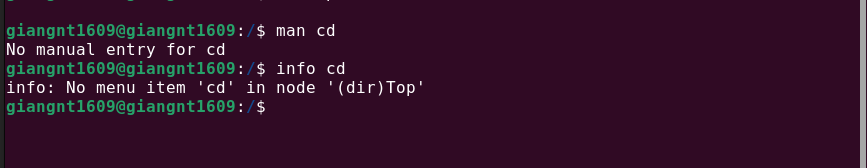 giangnt1609@giangnt1609:/$ man cd
No manual entry for cd
giangnt1609@giangnt1609:/$ info cd
info: No menu item 'cd' in node '(dir)Top'
giangnt1609@giangnt1609:/$